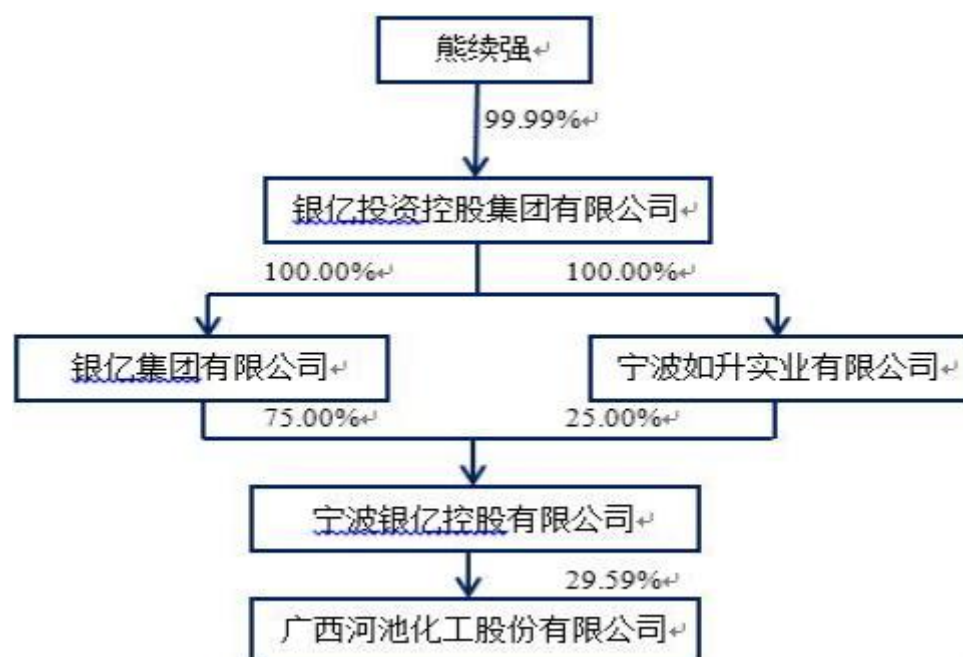 熊续强
99.99%
银亿投资控股集团有限公司
100.00%
100.00%
银亿集团有限公司
宁波如升实业有限公司
75.00%
25.00%
宁波银亿控股有限公司
29.59%
广西河池化工股份有限公司